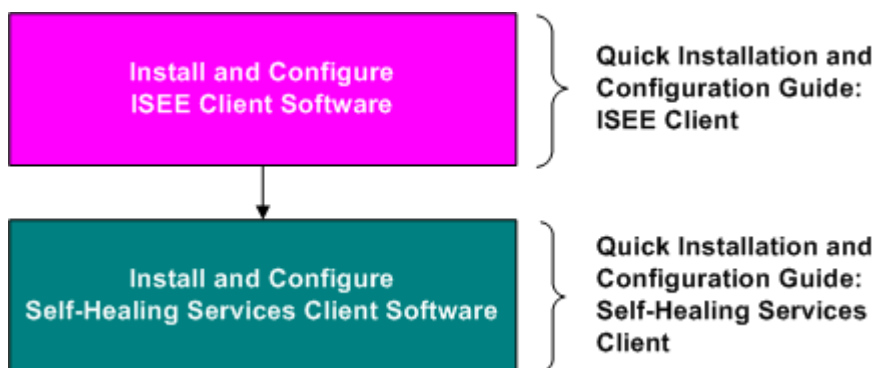 Install and Configure
ISEE Client Software
Quick Installation and
Configuration Guide:
ISEE Client
Install and Configure
Self-Healing Services Client Software
Quick Installation and
Configuration Guide:
Self-Healing Services
Client